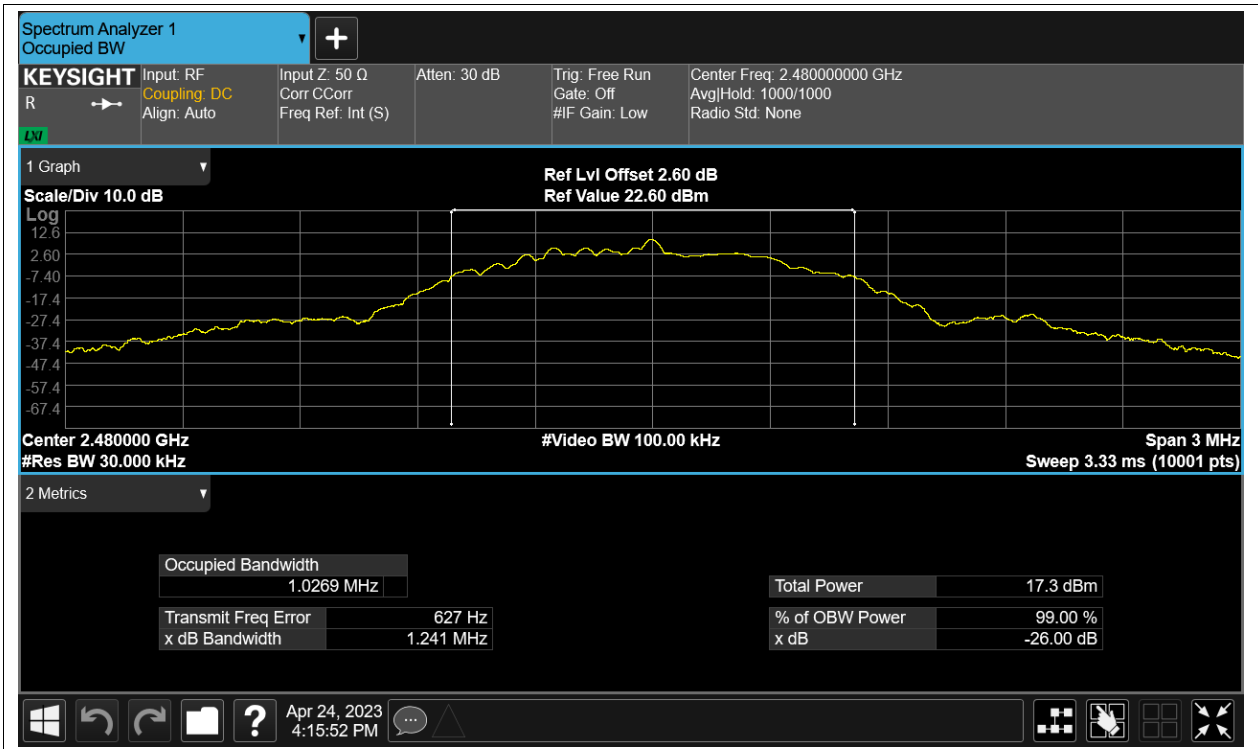 Spectrum Analyzer 1
Occupied BW
+
KEYSIGHT
R
LXI
Input: RF
Coupling: DC
Align: Auto
Input Z: 50 Ω
Corr CCorr
Freq Ref: Int (S)
Atten: 30 dB
Trig: Free Run
Gate: Off
#IF Gain: Low
Center Freq: 2.480000000 GHz
Avg|Hold: 1000/1000
Radio Std: None
1 Graph
Scale/Div 10.0 dB
Ref Lvl Offset 2.60 dB
Ref Value 22.60 dBm
Log
12.6
2.60
-7.40
-17.4
-27.4
-37.4
-47.4
-57.4
-67.4
Center 2.480000 GHz
#Video BW 100.00 kHz
Span 3 MHz
#Res BW 30.000 kHz
Sweep 3.33 ms (10001 pts)
2 Metrics
Occupied Bandwidth
1.0269 MHz
Transmit Freq Error 627 Hz
x dB Bandwidth 1.241 MHz
Total Power 17.3 dBm
% of OBW Power 99.00 %
x dB -26.00 dB
?
Apr 24, 2023
4:15:52 PM